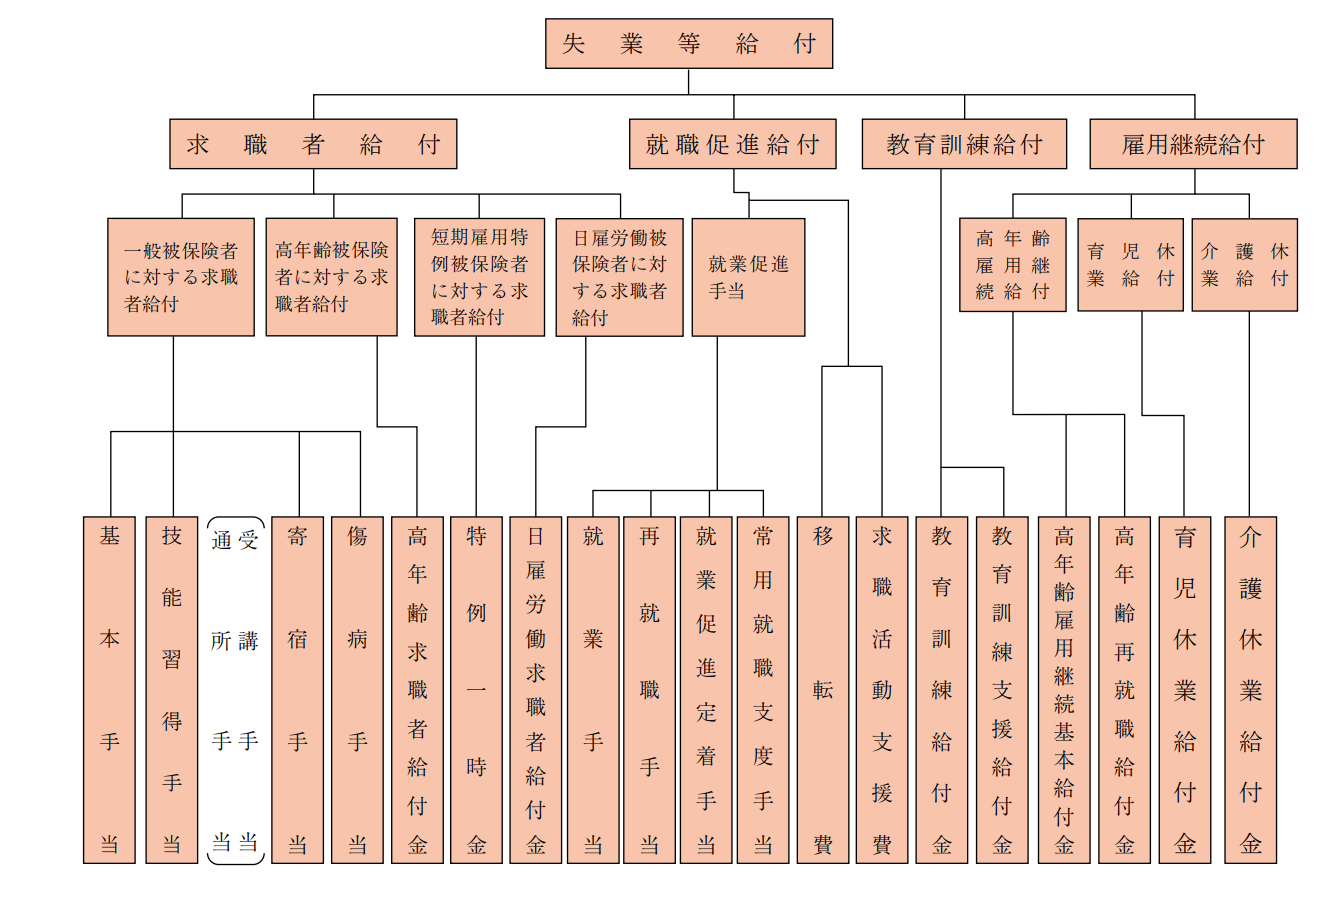 失業等給付
求職者給付
就職促進給付
教育訓練給付
雇用継続給付
一般被保険者
に対する求職
者給付
高年齢被保険
者に対する求
職者給付
短期雇用特
例被保険者
に対する求
職者給付
日雇労働被
保険者に対
する求職者
給付
就業促進
手当
高年齢
雇用継
続給付
育児休
業給付
介護休
業給付
基本手当
技能習得手当
受講手当
通所手当
寄宿手当
傷病手当
高年齢求職者給付金
特例一時金
日雇労働求職者給付金
就業手当
再就職手当
就業促進定着手当
常用就職支度手当
移転費
求職活動支援費
教育訓練給付金
教育訓練支援給付金
高年齢雇用継続基本給付金
高年齢再就職給付金
育児休業給付金
介護休業給付金